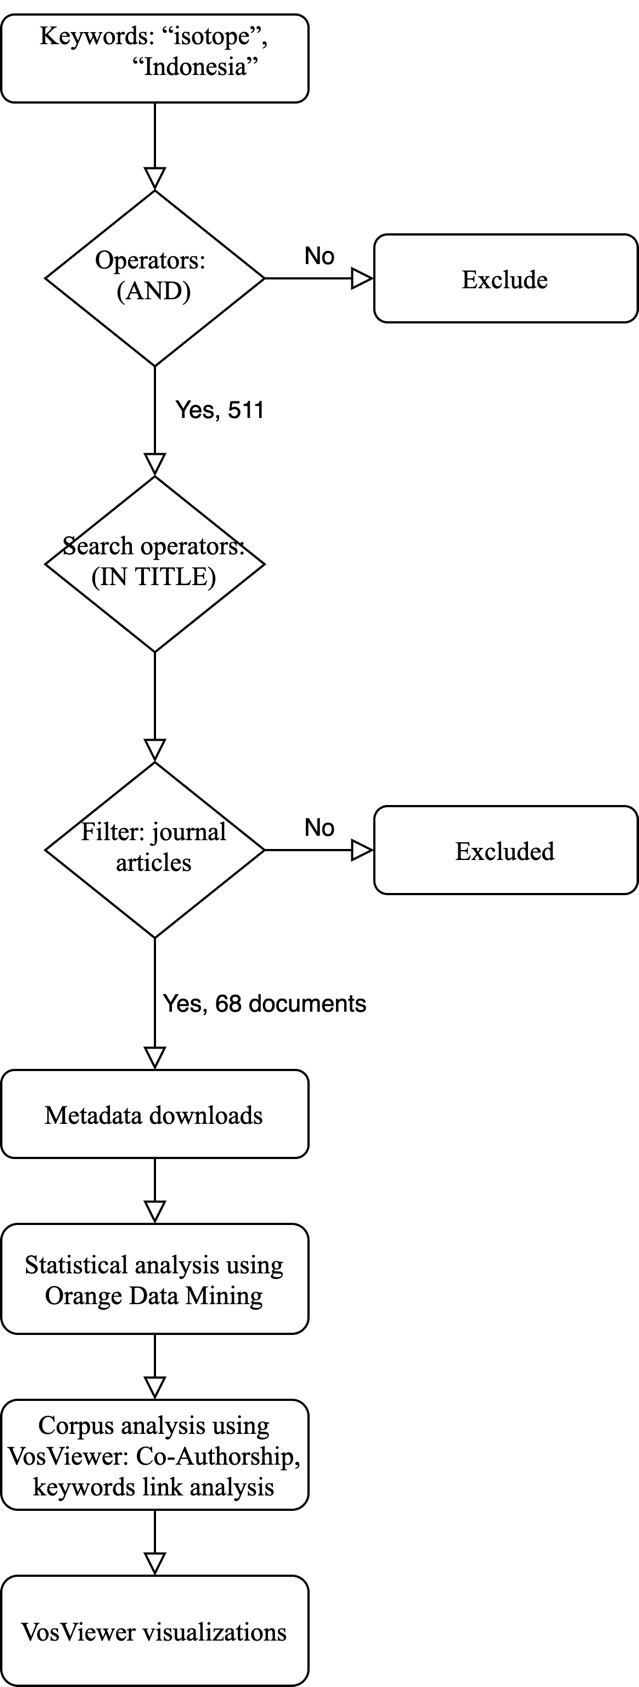 Keywords: “isotope”,
“Indonesia”
Operators:
(AND)
No
Exclude
Yes, 511
Search operators:
(IN TITLE)
Filter: journal
articles
No
Excluded
Yes, 68 documents
Metadata downloads
Statistical analysis using
Orange Data Mining
Corpus analysis using
VosViewer: Co-Authorship,
keywords link analysis
VosViewer visualizations